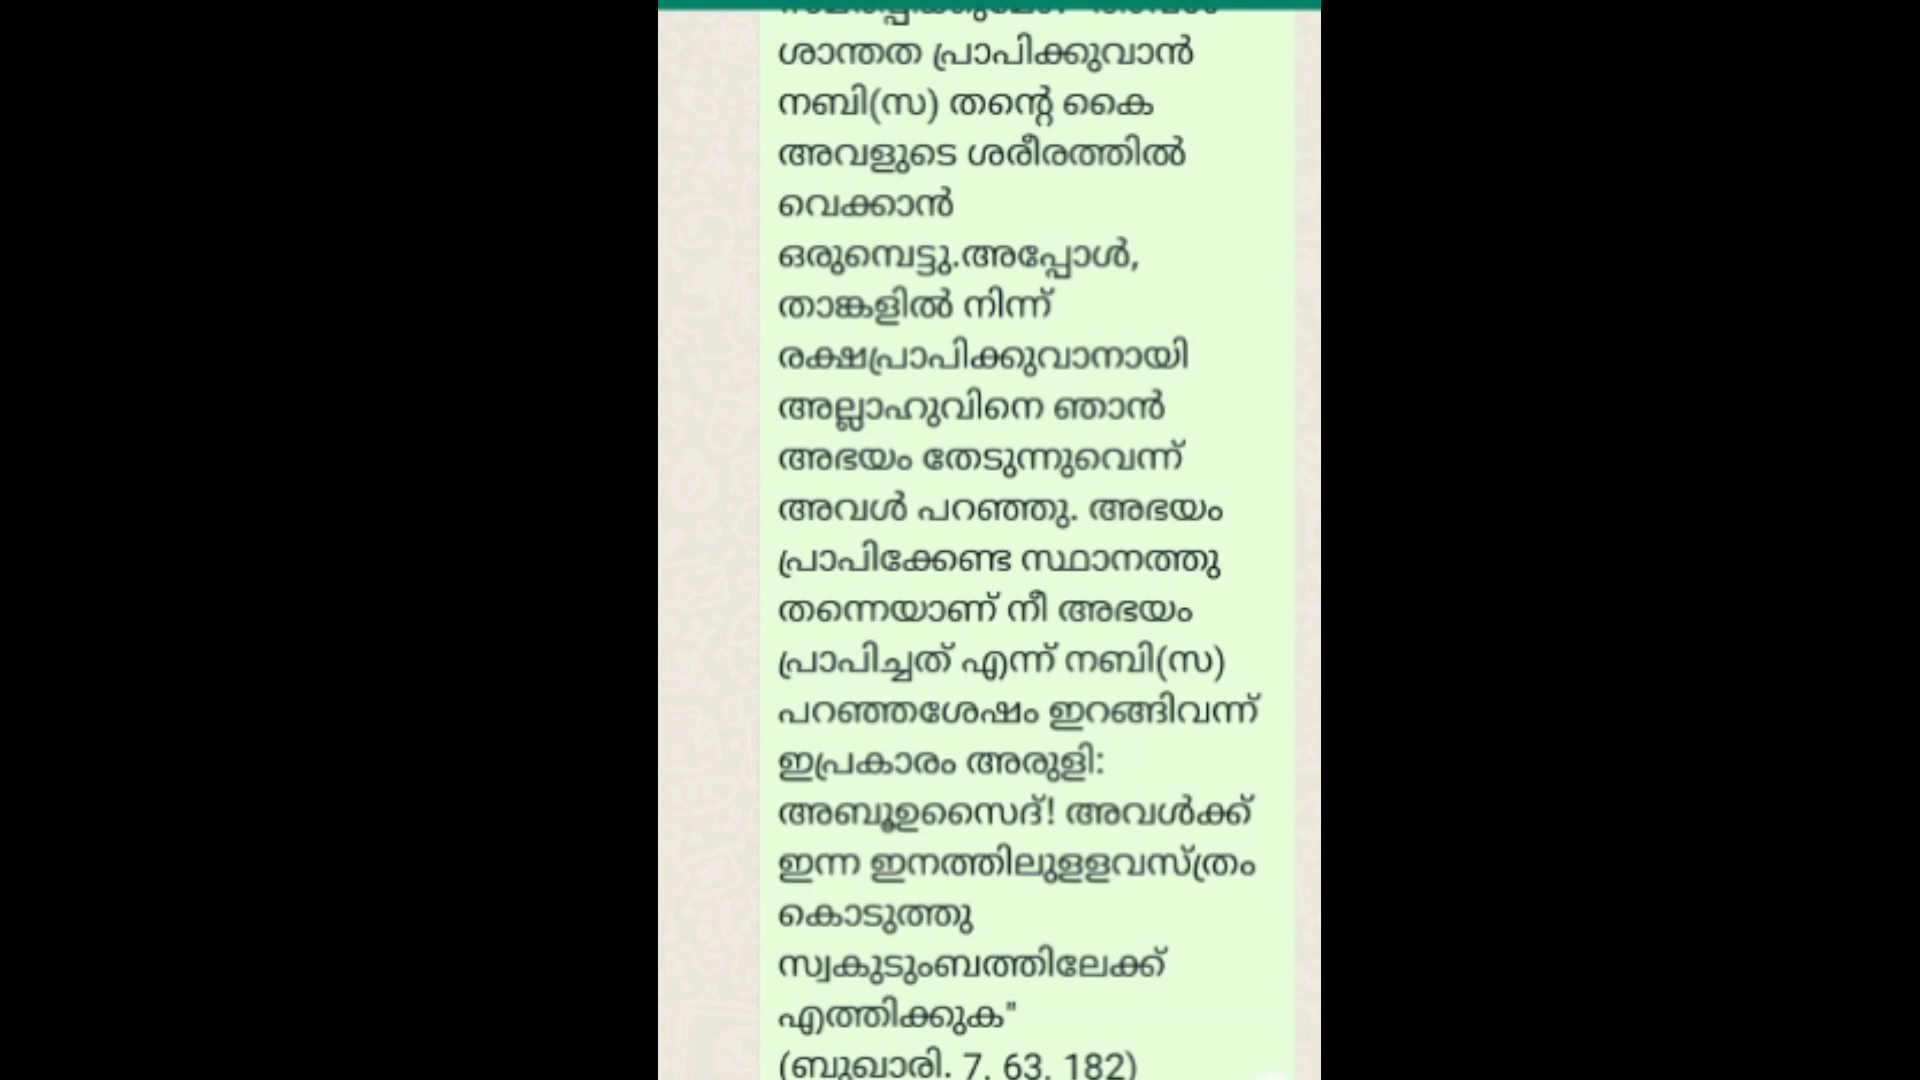 ശാന്തത പ്രാപിക്കുവാൻ
നബി(സ) തന്റെ കൈ
അവളുടെ ശരീരത്തിൽ
വെക്കാൻ
ഒരുമ്പെട്ടു.അപ്പോൾ,
താങ്കളിൽ നിന്ന്
രക്ഷപ്രാപിക്കുവാനായി
അല്ലാഹുവിനെ ഞാൻ
അഭയം തേടുന്നുവെന്ന്
അവൾ പറഞ്ഞു. അഭയം
പ്രാപിക്കേണ്ട സ്ഥാനത്തു
തന്നെയാണ് നീ അഭയം
പ്രാപിച്ചത് എന്ന് നബി(സ)
പറഞ്ഞശേഷം ഇറങ്ങിവന്ന്
ഇപ്രകാരം അരുളി:
അബൂഉസൈദ്! അവൾക്ക്
ഇന്ന ഇനത്തിലുളളവസ്ത്രം
കൊടുത്തു
സ്വകുടുംബത്തിലേക്ക്
എത്തിക്കുക"
(ബുഖാരി. 7. 63. 182)